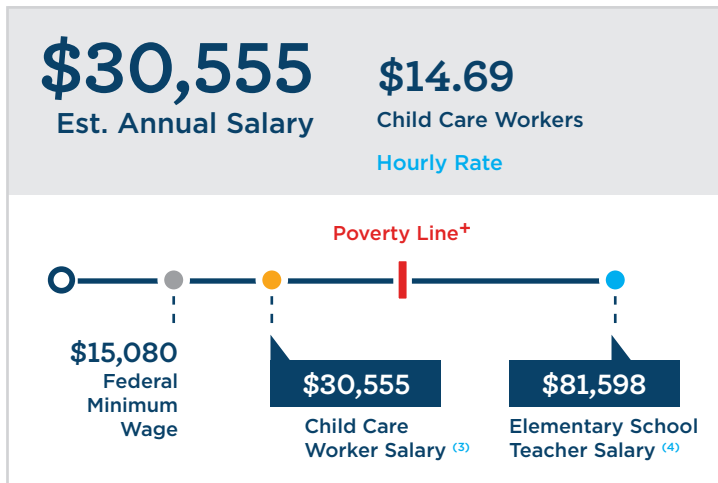 $30,555
Est. Annual Salary
$14.69
Child Care Workers
Hourly Rate
Poverty Line+
$15,080
Federal
Minimum
Wage
$30,555
Child Care
Worker Salary (3)
$81,598
Elementary School
Teacher Salary (4)